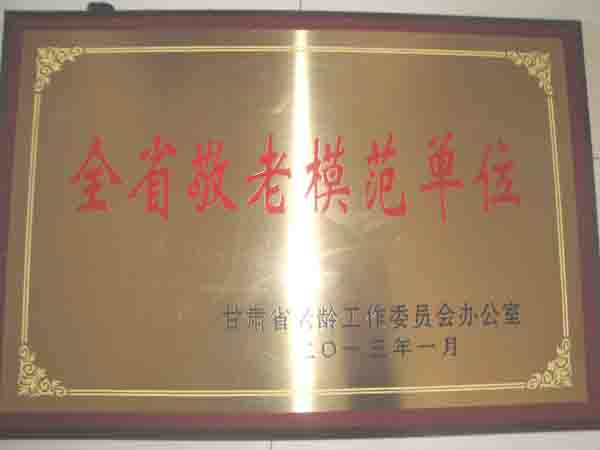 全省敬老模范单位
甘肃省老龄工作委员会办公室
二〇一三年一月